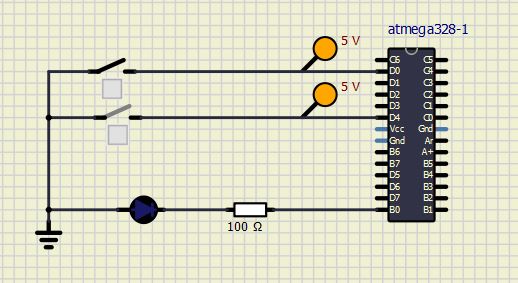 atmega328-1
5 V
5 V
C6 C5
D0 C4
D1 C3
D2 C2
D3 C1
D4 C0
Vcc Gnd
Gnd Ar
B6 A+
B7 B5
D5 B4
D6 B3
D7 B2
B0 B1
100 Ω